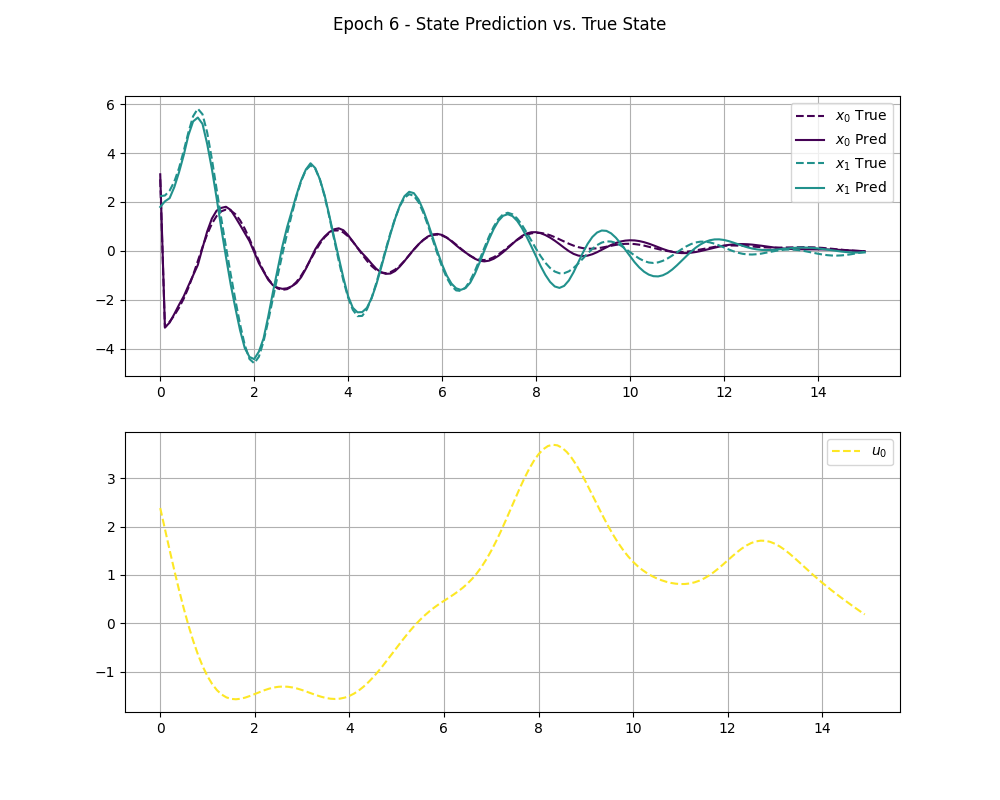 Epoch 6 - State Prediction vs. True State
6
4
2
0
−2
−4
x₀ True
x₀ Pred
x₁ True
x₁ Pred
0 2 4 6 8 10 12 14
3
2
1
0
−1
u₀
0 2 4 6 8 10 12 14